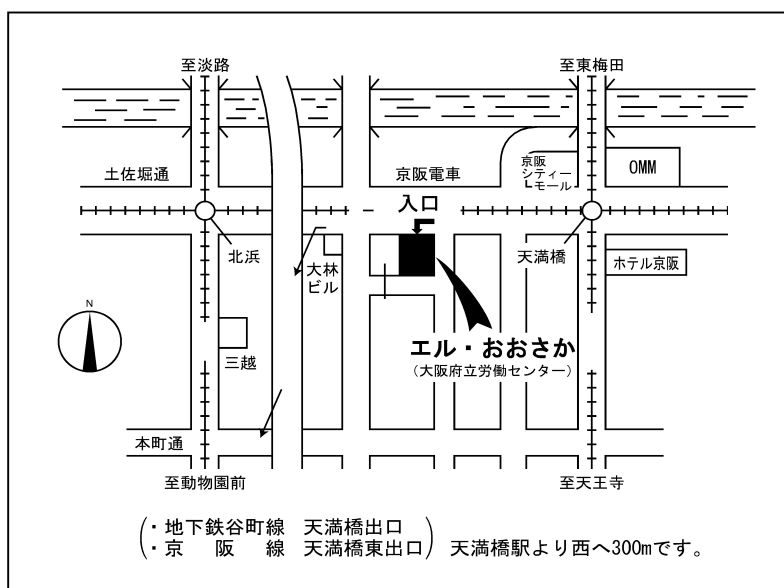 至淡路
至東梅田
土佐堀通
京阪電車
京阪
シティー
モール
OMM
入口
北浜
大林
ビル
天満橋
ホテル京阪
N
三越
エル・おおさか
（大阪府立労働センター）
本町通
至動物園前
至天王寺
・地下鉄谷町線 天満橋出口
・京阪線 天満橋東出口
天満橋駅より西へ300mです。